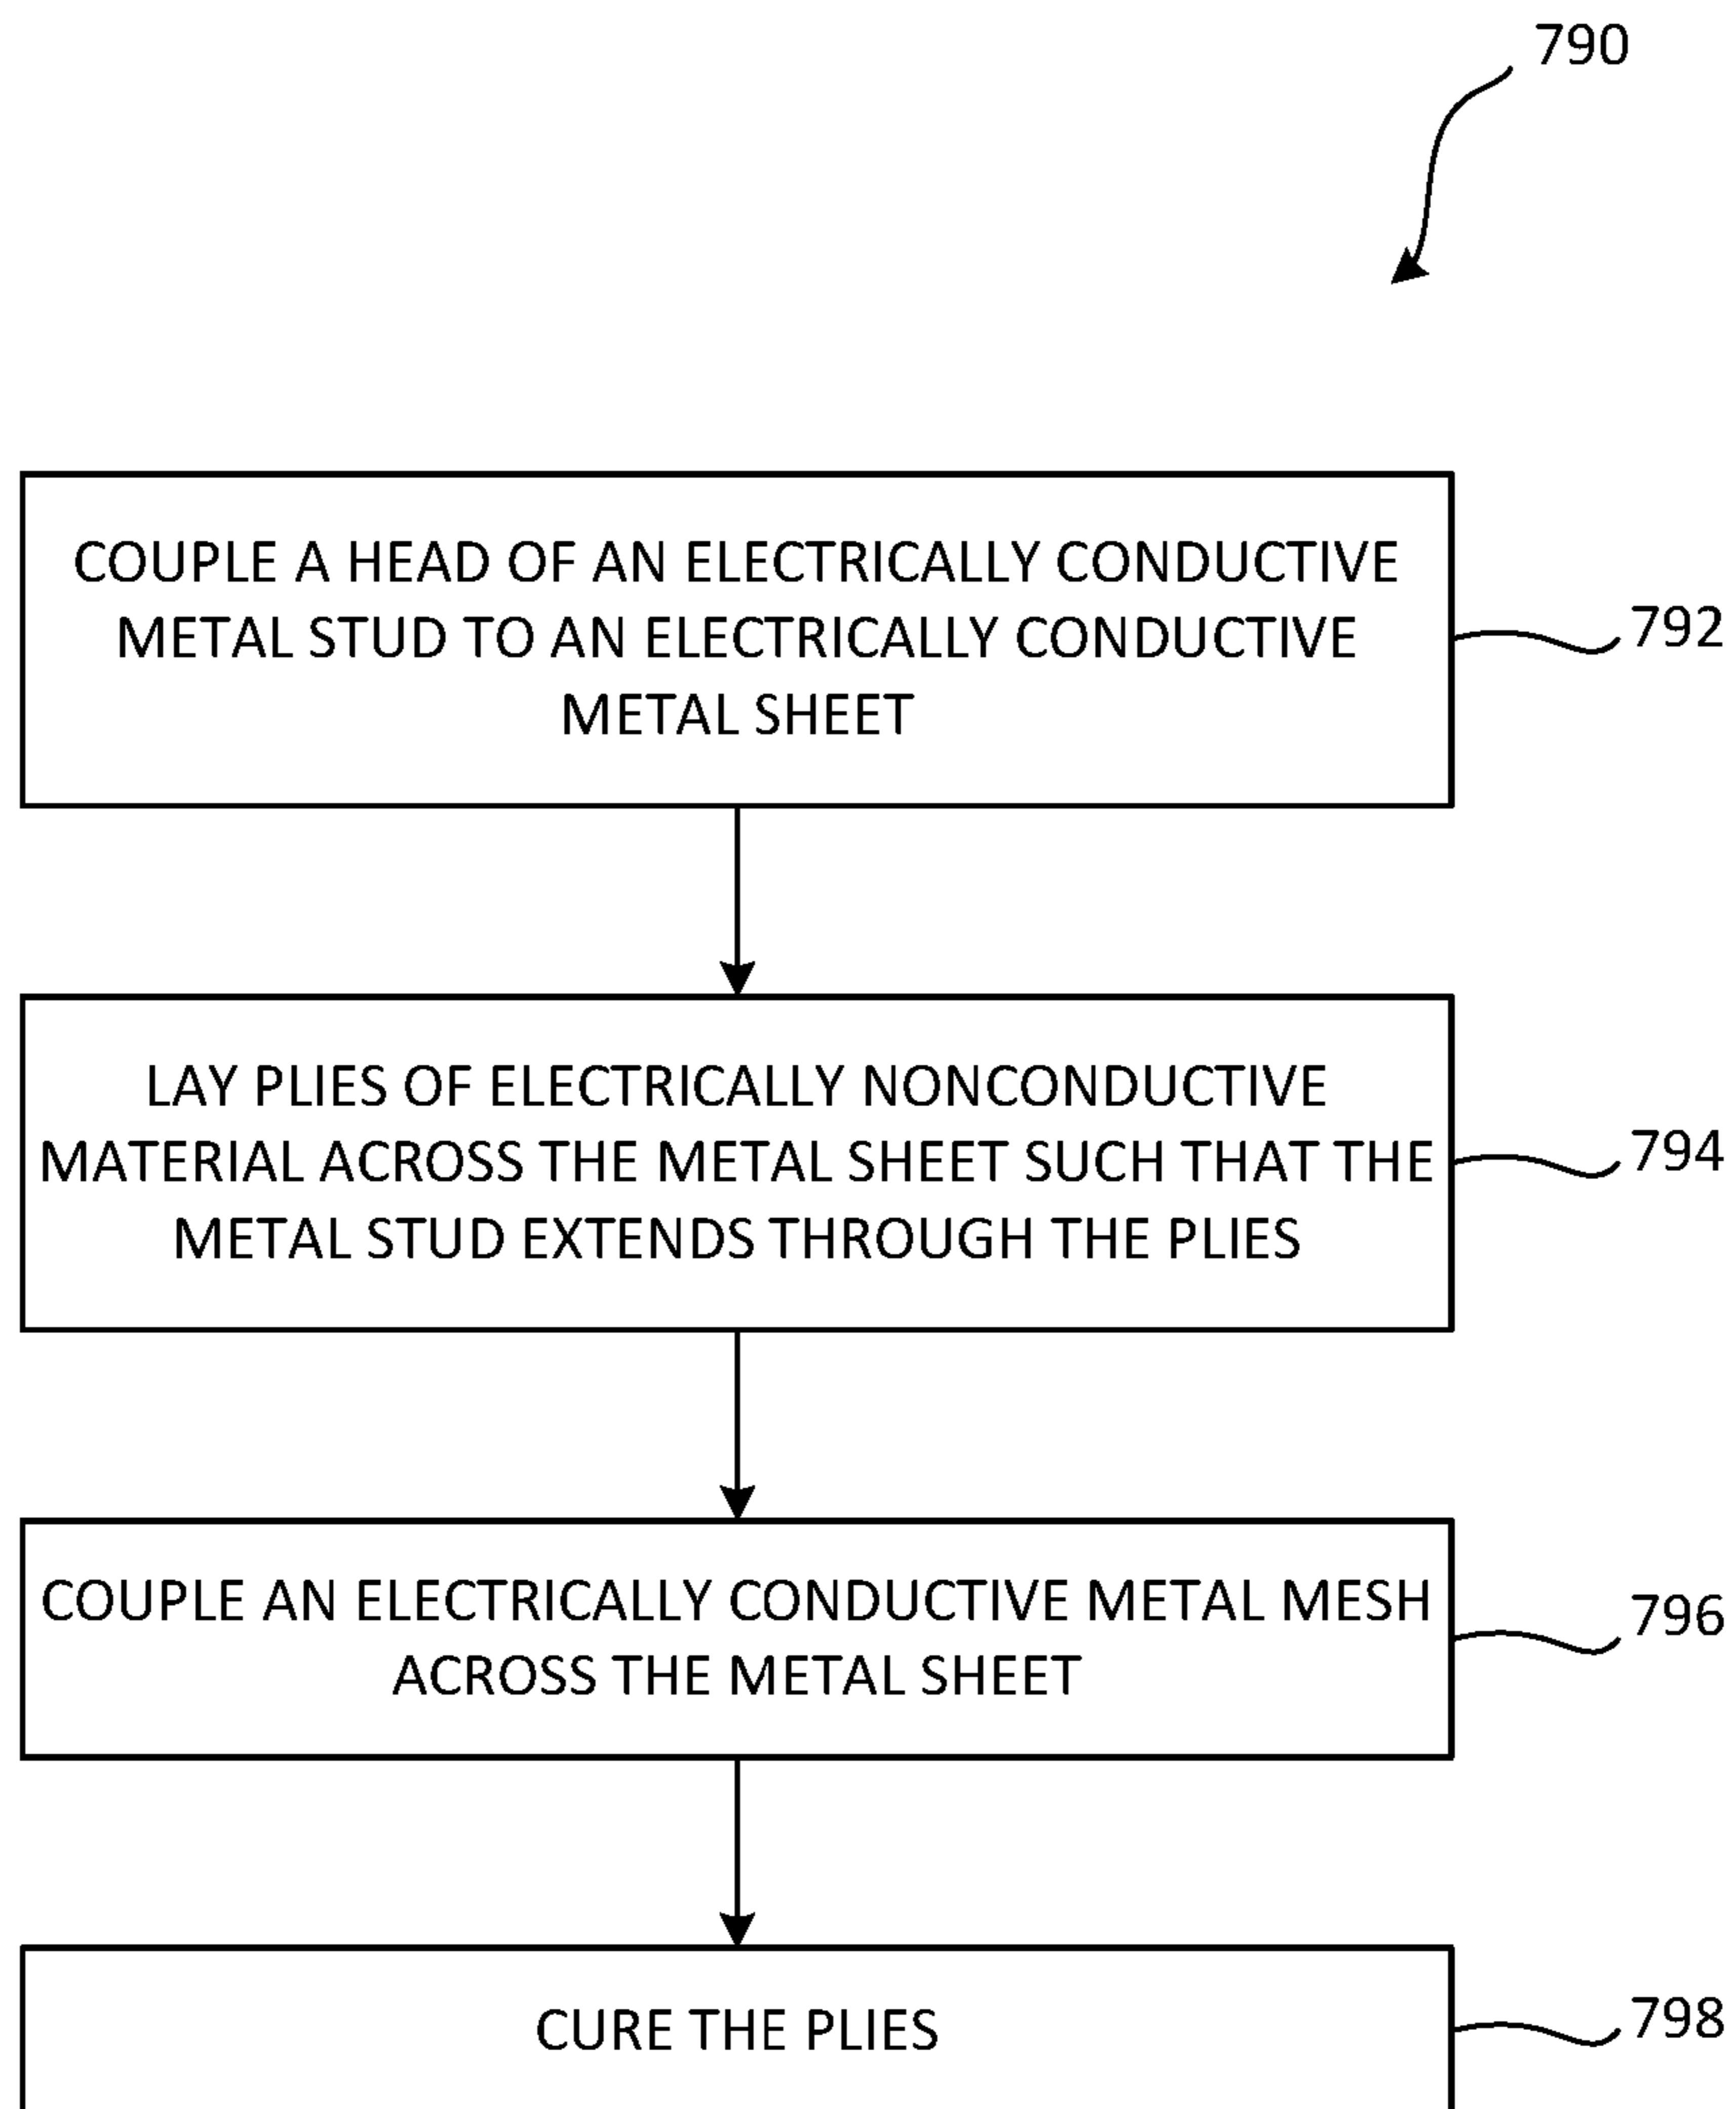 790
COUPLE A HEAD OF AN ELECTRICALLY CONDUCTIVE
METAL STUD TO AN ELECTRICALLY CONDUCTIVE
METAL SHEET
792
LAY PLIES OF ELECTRICALLY NONCONDUCTIVE
MATERIAL ACROSS THE METAL SHEET SUCH THAT THE
METAL STUD EXTENDS THROUGH THE PLIES
794
COUPLE AN ELECTRICALLY CONDUCTIVE METAL MESH
ACROSS THE METAL SHEET
796
CURE THE PLIES
798